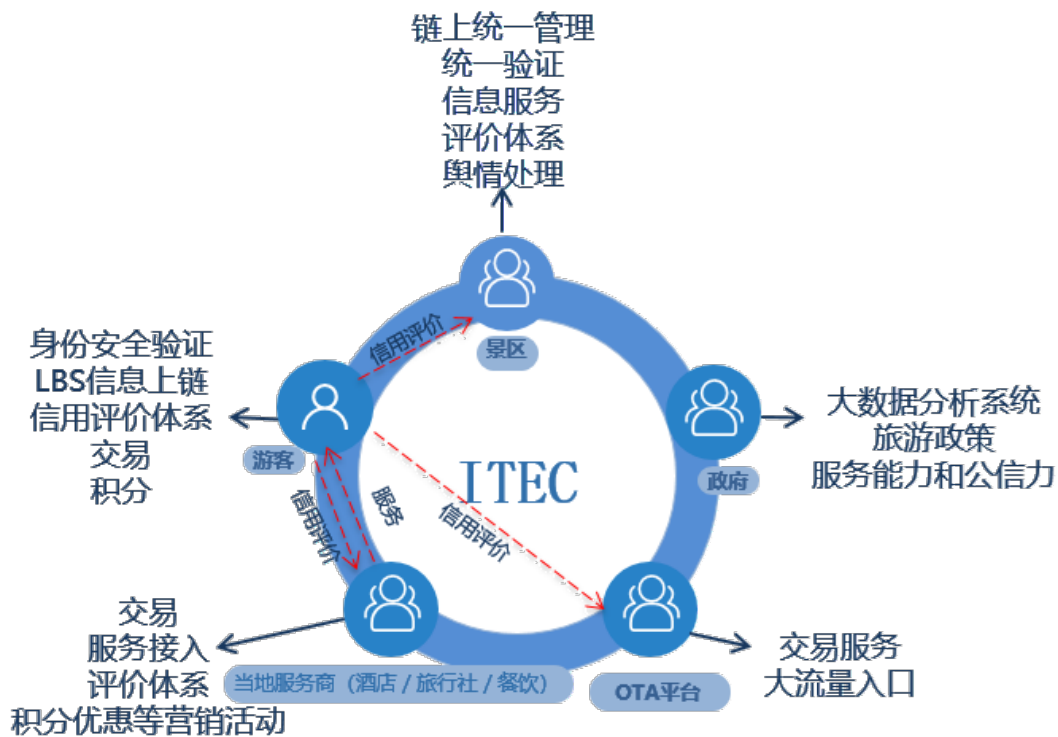 链上统一管理
统一验证
信息服务
评价体系
舆情处理
信用评价
景区
身份安全验证
LBS信息上链
信用评价体系
交易
积分
游客
大数据分析系统
旅游政策
服务能力和公信力
政府
ITEC
信用评价
服务
信用评价
交易
服务接入
评价体系
积分优惠等营销活动
当地服务商（酒店/旅行社/餐饮）
OTA平台
交易服务
大流量入口